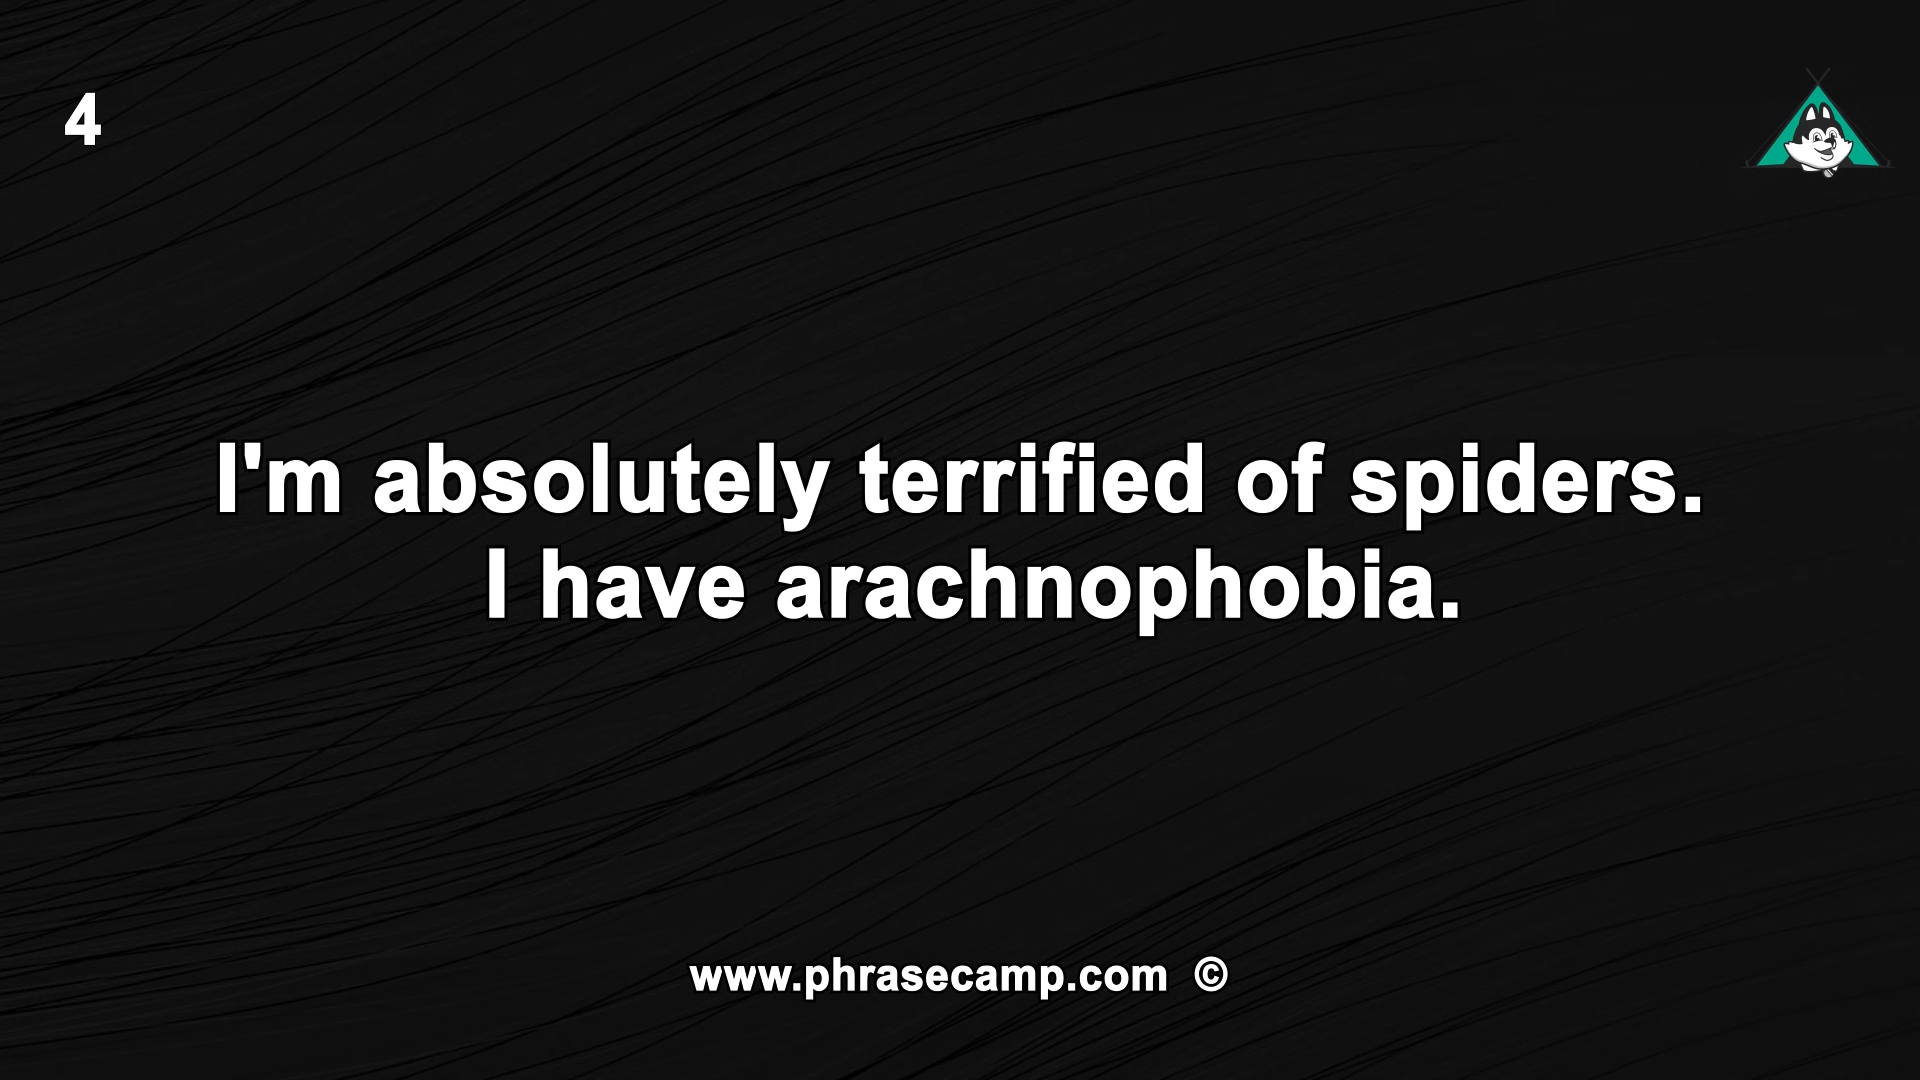 4
I'm absolutely terrified of spiders.
I have arachnophobia.
www.phrasecamp.com ©